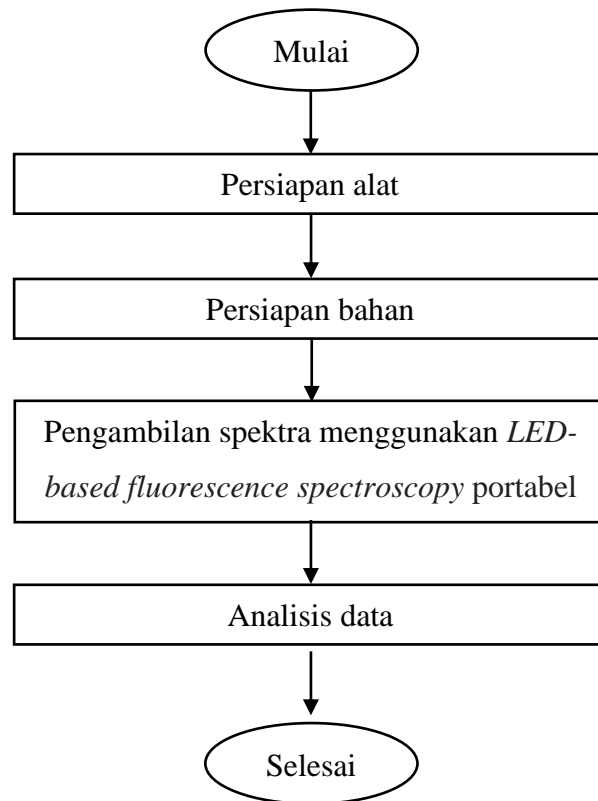 Mulai
Persiapan alat
Persiapan bahan
Pengambilan spektra menggunakan LED-
based fluorescence spectroscopy portabel
Analisis data
Selesai